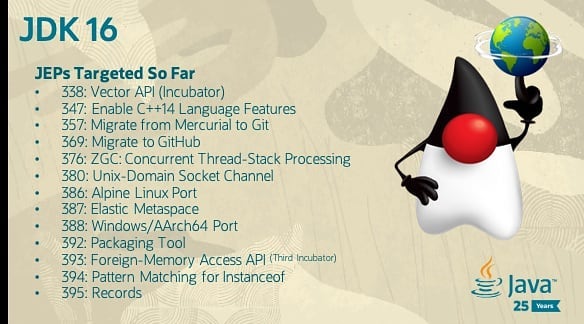 JDK 16
JEPs Targeted So Far
• 338: Vector API (Incubator)
• 347: Enable C++14 Language Features
• 357: Migrate from Mercurial to Git
• 369: Migrate to GitHub
• 376: ZGC: Concurrent Thread-Stack Processing
• 380: Unix-Domain Socket Channel
• 386: Alpine Linux Port
• 387: Elastic Metaspace
• 388: Windows/AArch64 Port
• 392: Packaging Tool
• 393: Foreign-Memory Access API (Third Incubator)
• 394: Pattern Matching for Instanceof
• 395: Records
Java™
25 Years